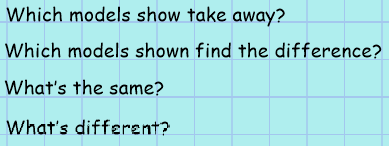 Which models show take away?
Which models shown find the difference?
What's the same?
What's different?